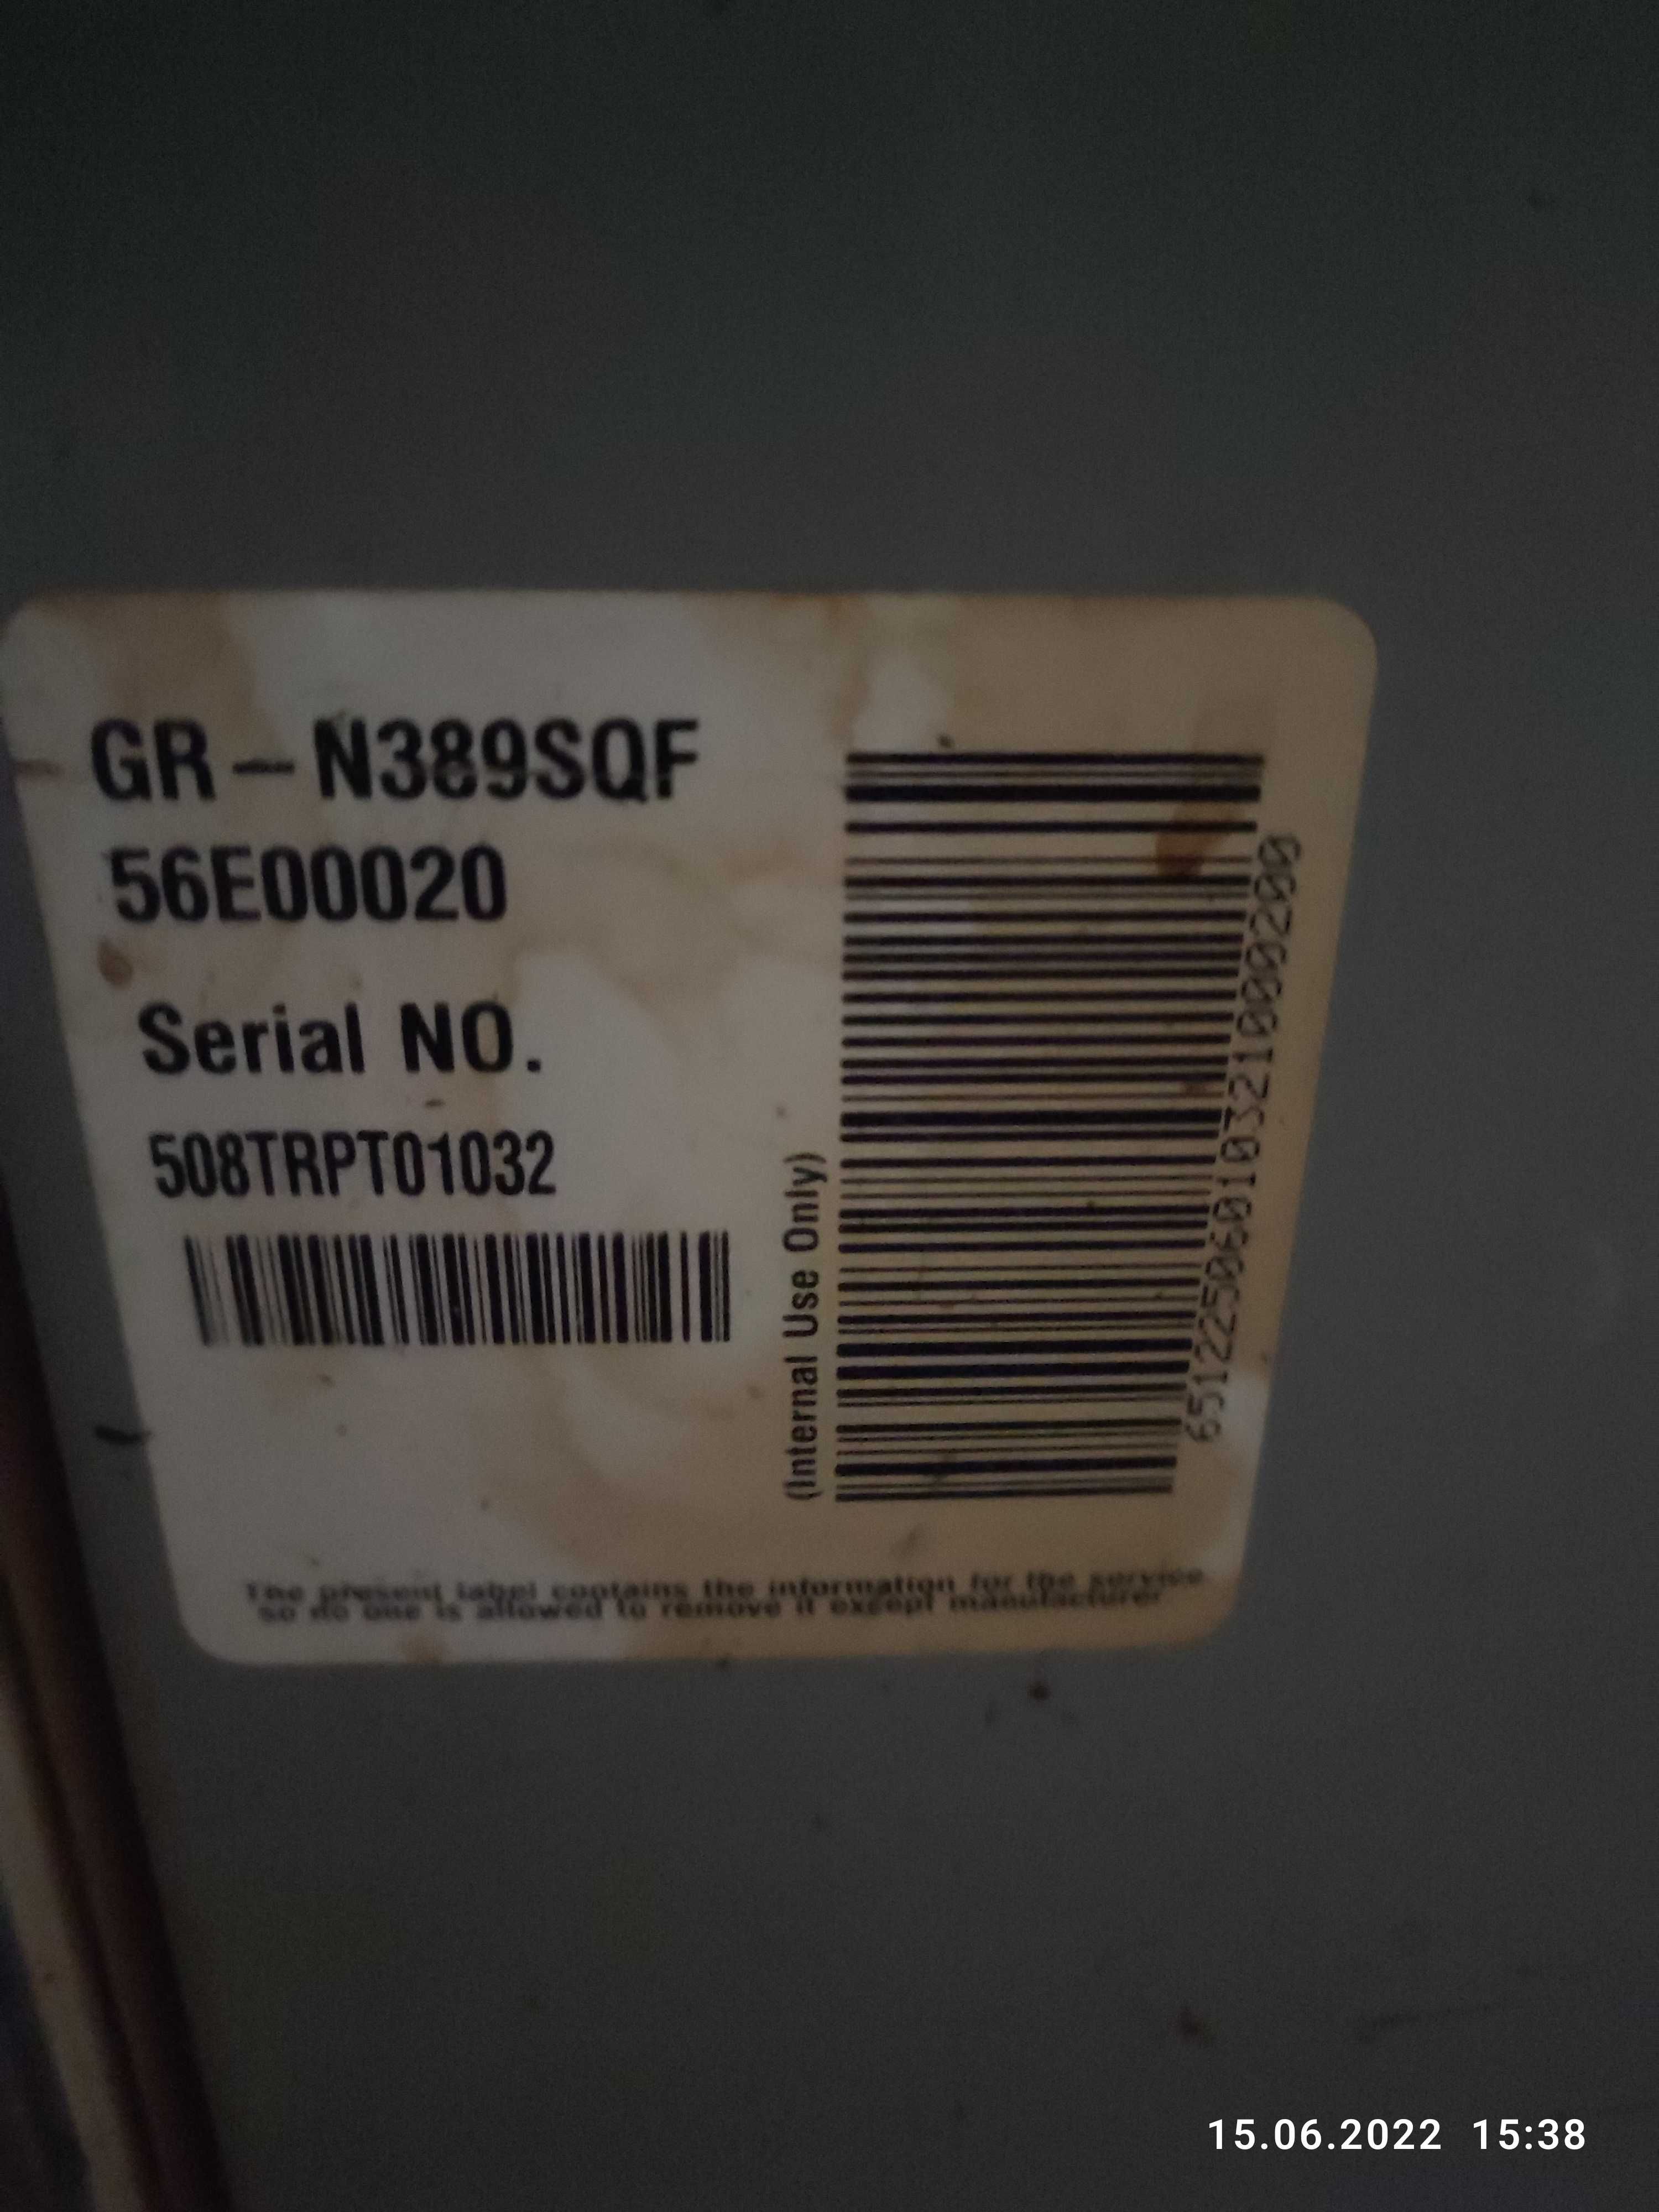 GR-N389SQF
56E00020
Serial NO.
508TRPT01032
(Internal Use Only)
651225060103210000200
The present label contains the information for the service
so no one is allowed to remove it except manufacturer
15.06.2022 15:38